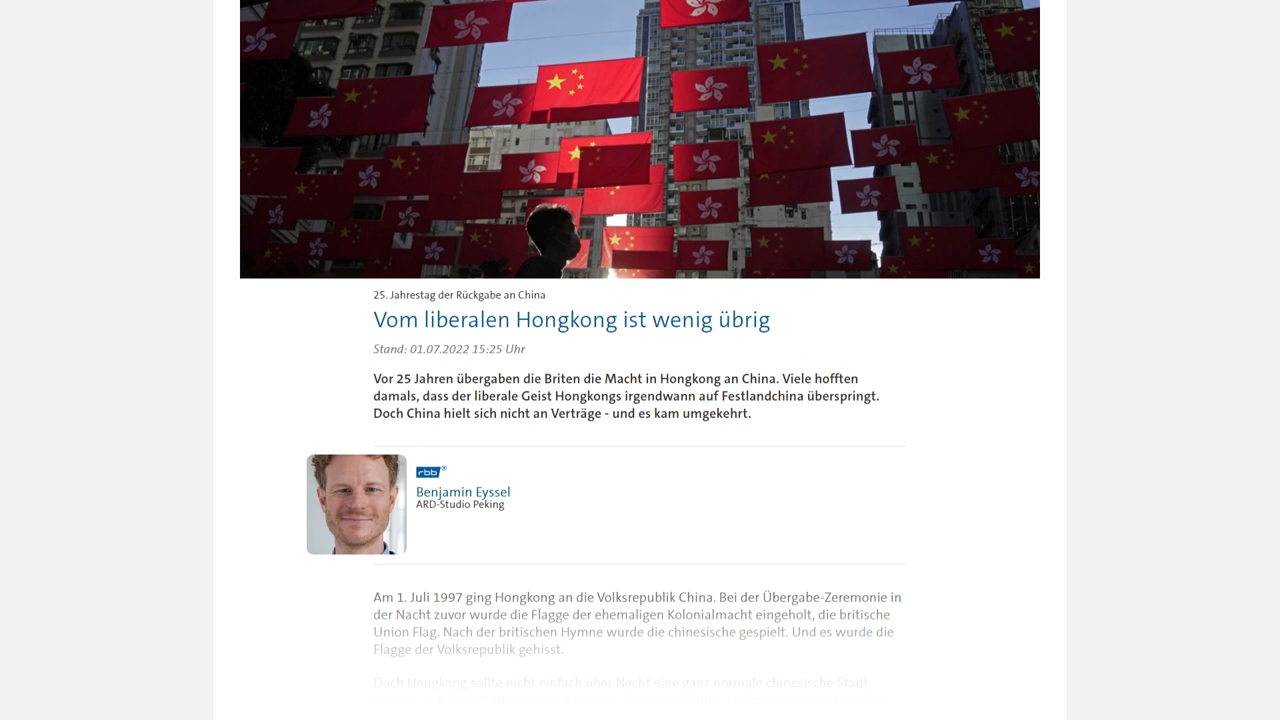 25. Jahrestag der Rückgabe an China
Vom liberalen Hongkong ist wenig übrig
Stand: 01.07.2022 15:25 Uhr
Vor 25 Jahren übergaben die Briten die Macht in Hongkong an China. Viele hofften
damals, dass der liberale Geist Hongkongs irgendwann auf Festlandchina überspringt.
Doch China hielt sich nicht an Verträge - und es kam umgekehrt.
rbb®
Benjamin Eyssel
ARD-Studio Peking
Am 1. Juli 1997 ging Hongkong an die Volksrepublik China. Bei der Übergabe-Zeremonie in
der Nacht zuvor wurde die Flagge der ehemaligen Kolonialmacht eingeholt, die britische
Union Flag. Nach der britischen Hymne wurde die chinesische gespielt. Und es wurde die
Flagge der Volksrepublik gehisst.
Doch Hongkong sollte nicht einfach über Nacht eine ganz normale chinesische Stadt